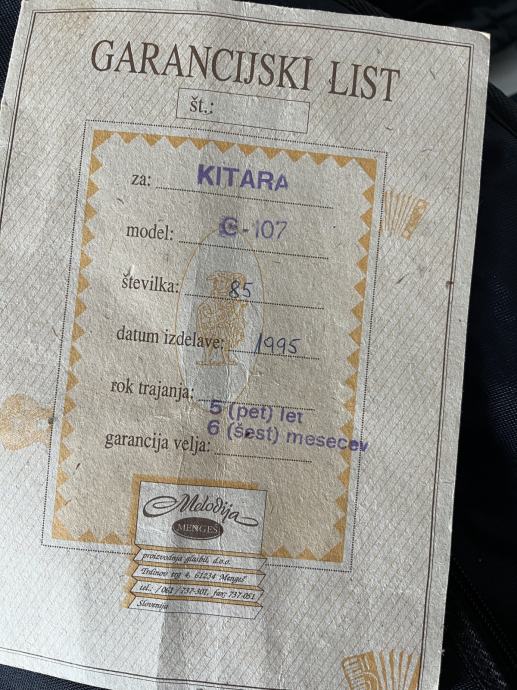 GARANCIJSKI LIST
št.:
za: KITARA
model: C-107
številka: 85
datum izdelave: 1995
rok trajanja: 5 (pet) let
garancija velja: 6 (šest) mesecev
Melodija
MENGEŠ
proizvodnja glasbil, d.o.o.
Trdinov trg 4, 61234 Mengeš
tel.: /061/737-301, fax: 737-051
Slovenija